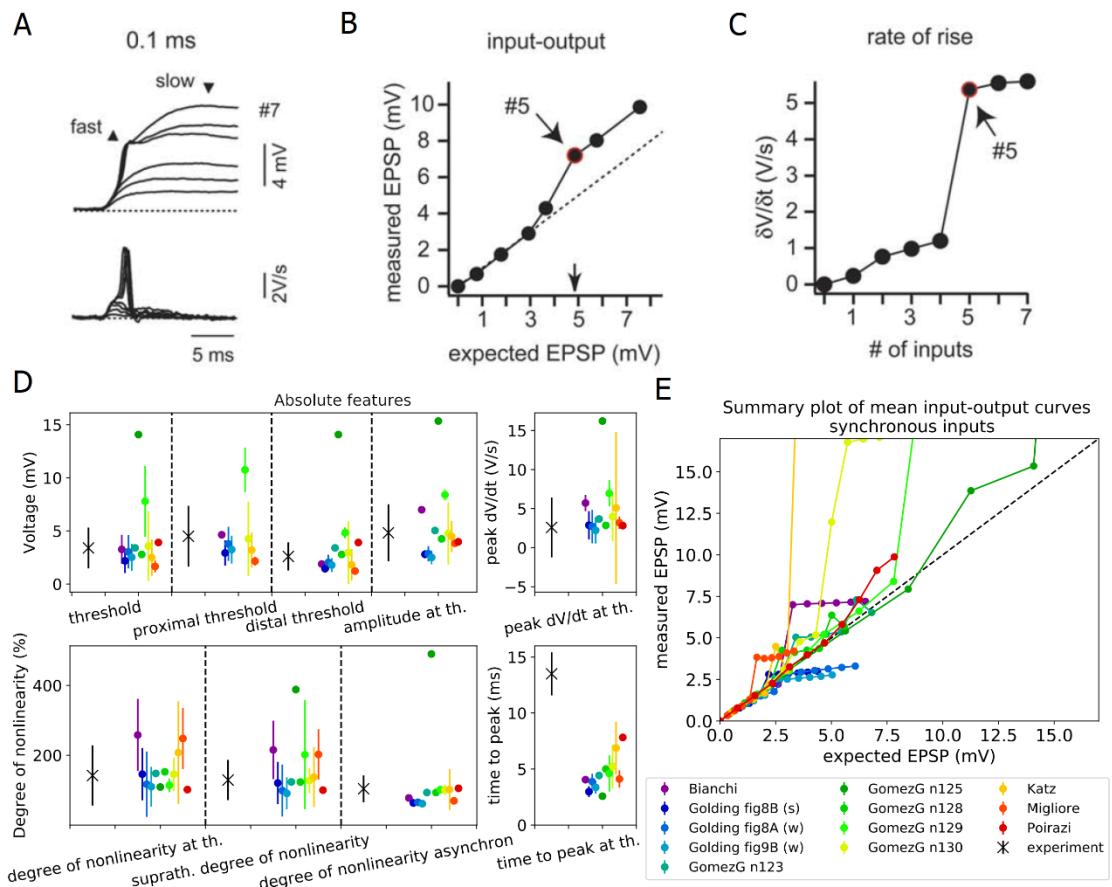 A
0.1 ms
slow
#7
fast
4 mV
2V/s
5 ms
B
input-output
10
8
6
4
2
0
measured EPSP (mV)
#5
1 3 5 7
expected EPSP (mV)
C
rate of rise
5
4
3
2
1
0
δV/δt (V/s)
#5
1 3 5 7
# of inputs
D
Absolute features
15
10
5
0
Voltage (mV)
threshold
proximal threshold
distal threshold
amplitude at th.
15
10
5
0
−5
peak dV/dt (V/s)
peak dV/dt at th.
400
200
Degree of nonlinearity (%)
degree of nonlinearity at th.
suprath. degree of nonlinearity
degree of nonlinearity asynchron
15
10
5
0
time to peak (ms)
time to peak at th.
E
Summary plot of mean input-output curves
synchronous inputs
15.0
12.5
10.0
7.5
5.0
2.5
0.0
measured EPSP (mV)
0.0 2.5 5.0 7.5 10.0 12.5 15.0
expected EPSP (mV)
Bianchi
Golding fig8B (s)
Golding fig8A (w)
Golding fig9B (w)
GomezG n123
GomezG n125
GomezG n128
GomezG n129
GomezG n130
Katz
Migliore
Poirazi
experiment